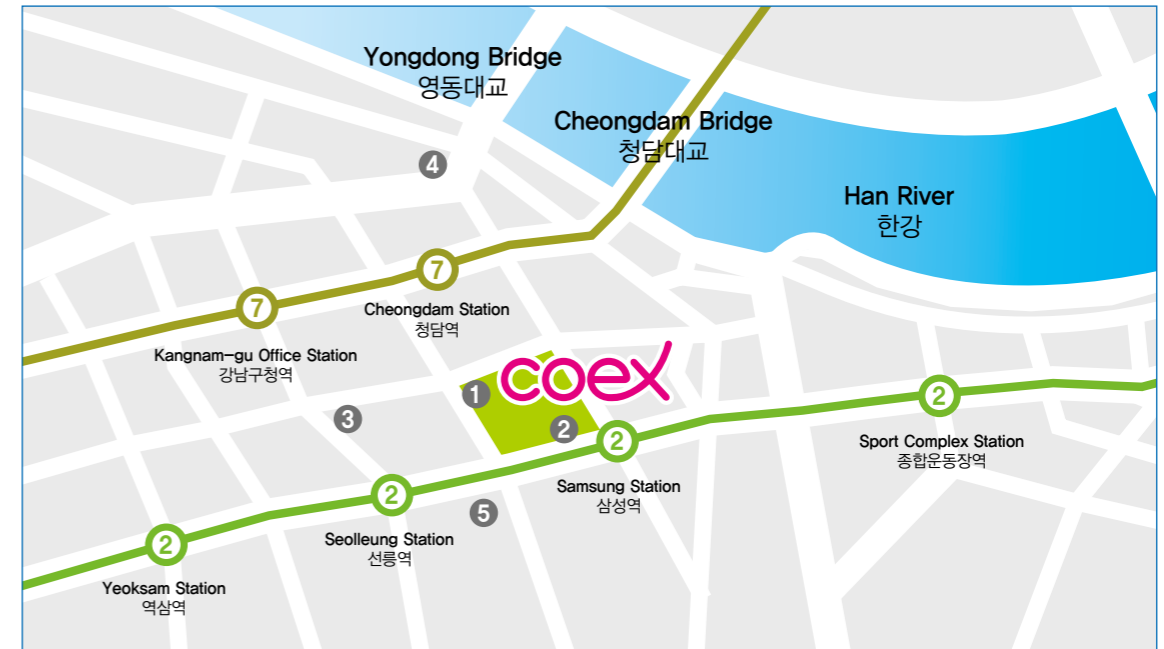 Yongdong Bridge
영동대교
Cheongdam Bridge
청담대교
4
Han River
한강
7
Cheongdam Station
청담역
7
Kangnam-gu Office Station
강남구청역
coex
1
2
3
2
Samsung Station
삼성역
2
Sport Complex Station
종합운동장역
2
Seolleung Station
선릉역
5
2
Yeoksam Station
역삼역